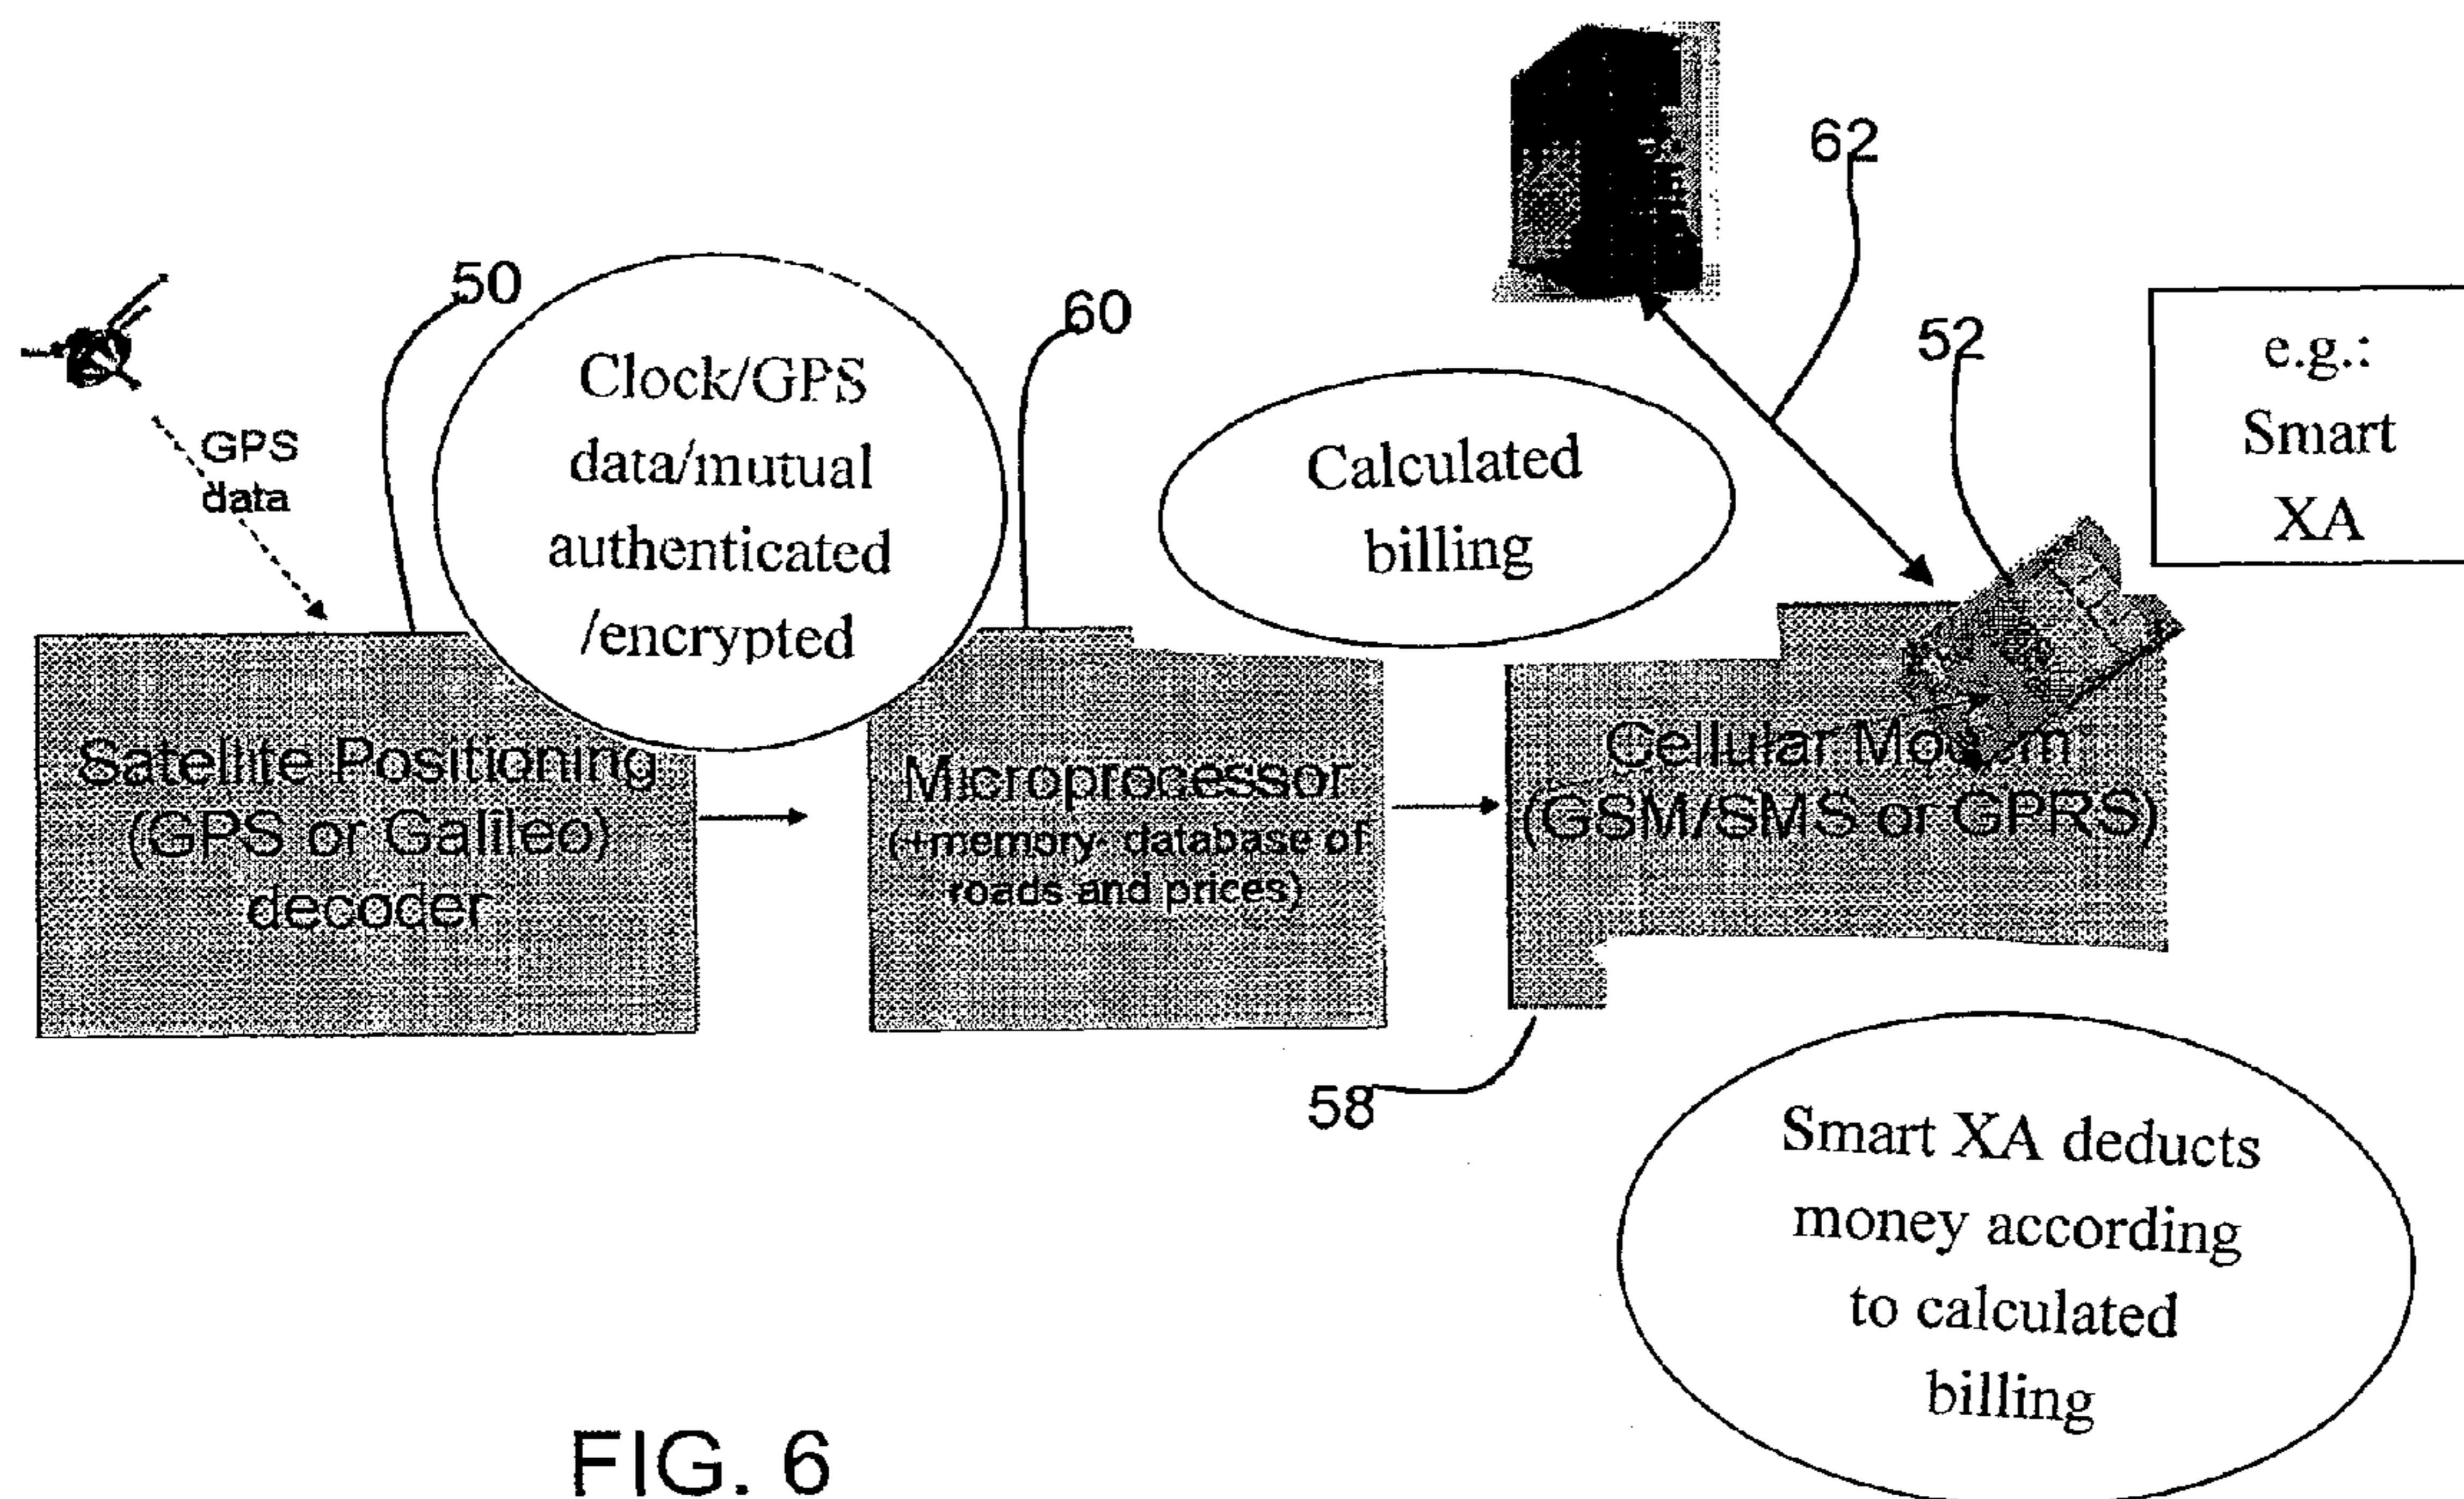 62
50
60
52
e.g.:
Smart
XA
Clock/GPS
data/mutual
authenticated
/encrypted
Calculated
billing
GPS
data
Satellite Positioning
(GPS or Galileo)
decoder
Microprocessor
(+memory- database of
roads and prices)
Cellular Modem
(GSM/SMS or GPRS)
58
Smart XA deducts
money according
to calculated
billing
FIG. 6